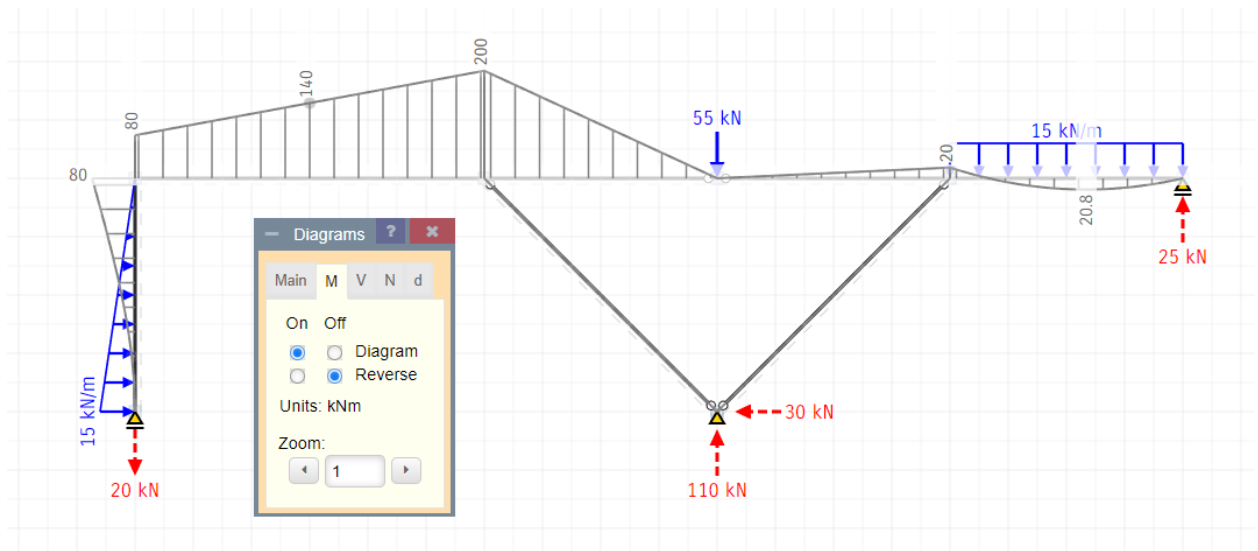 200
140
80
55 kN
15 kN/m
20
80
20.8
25 kN
Diagrams ?
Main M V N d
On Off
Diagram
Reverse
Units: kNm
Zoom:
1
15 kN/m
30 kN
20 kN
110 kN